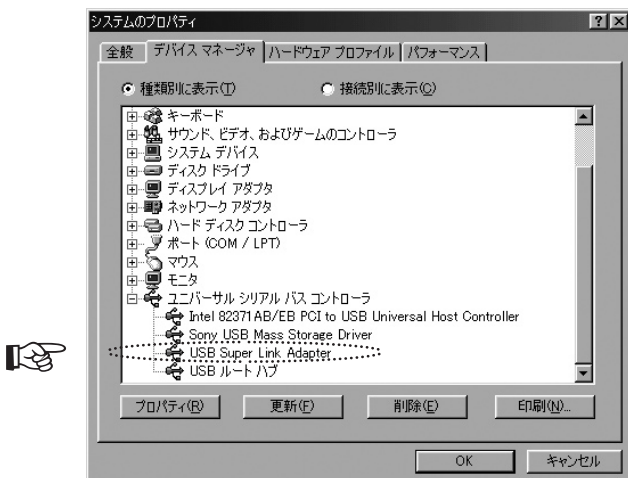 システムのプロパティ
全般 デバイス マネージャ ハードウェア プロファイル パフォーマンス
種類別に表示(T) 接続別に表示(C)
キーボード
サウンド、ビデオ、およびゲームのコントローラ
システム デバイス
ディスク ドライブ
ディスプレイ アダプタ
ネットワーク アダプタ
ハード ディスク コントローラ
ポート (COM / LPT)
マウス
モニタ
ユニバーサル シリアル バス コントローラ
Intel 82371AB/EB PCI to USB Universal Host Controller
Sony USB Mass Storage Driver
USB Super Link Adapter
USB ルート ハブ
プロパティ(R) 更新(F) 削除(E) 印刷(N)...
OK キャンセル